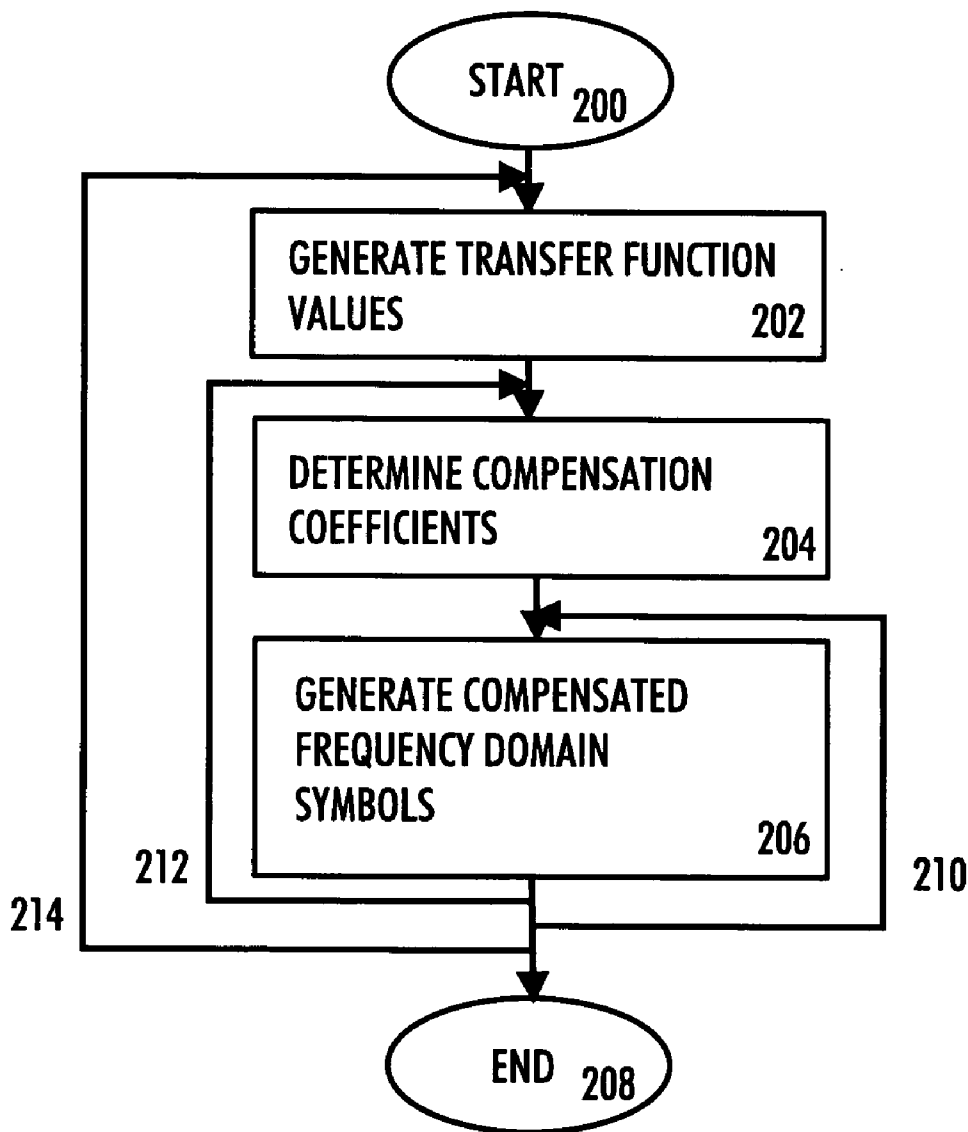 START 200
GENERATE TRANSFER FUNCTION
VALUES 202
DETERMINE COMPENSATION
COEFFICIENTS 204
GENERATE COMPENSATED
FREQUENCY DOMAIN
SYMBOLS
206
212
210
214
END 208